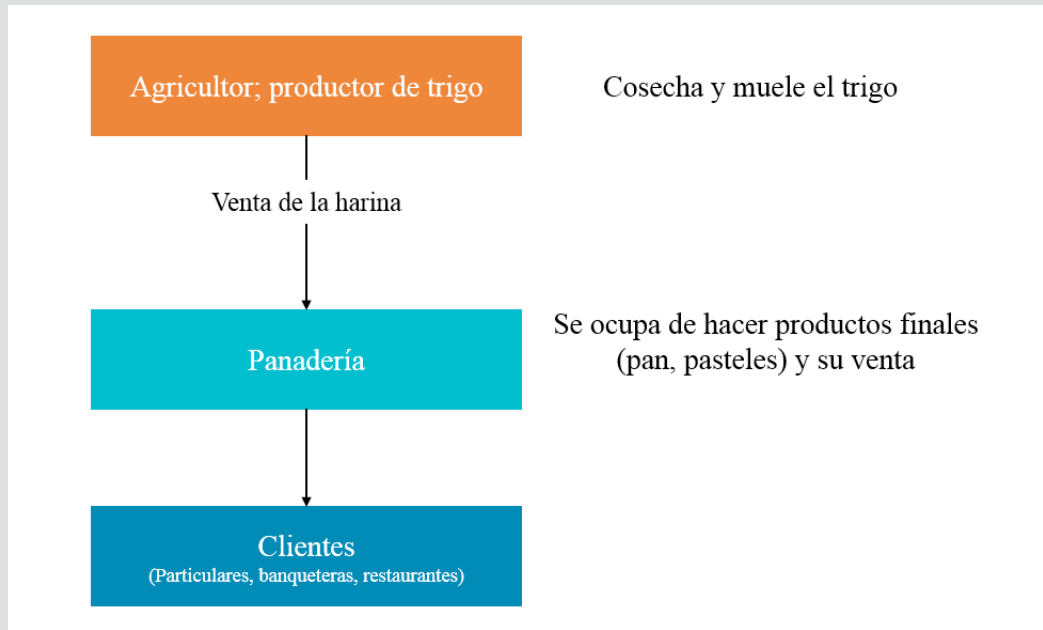 Agricultor; productor de trigo
Cosecha y muele el trigo
Venta de la harina
Panadería
Se ocupa de hacer productos finales
(pan, pasteles) y su venta
Clientes
(Particulares, banqueteras, restaurantes)